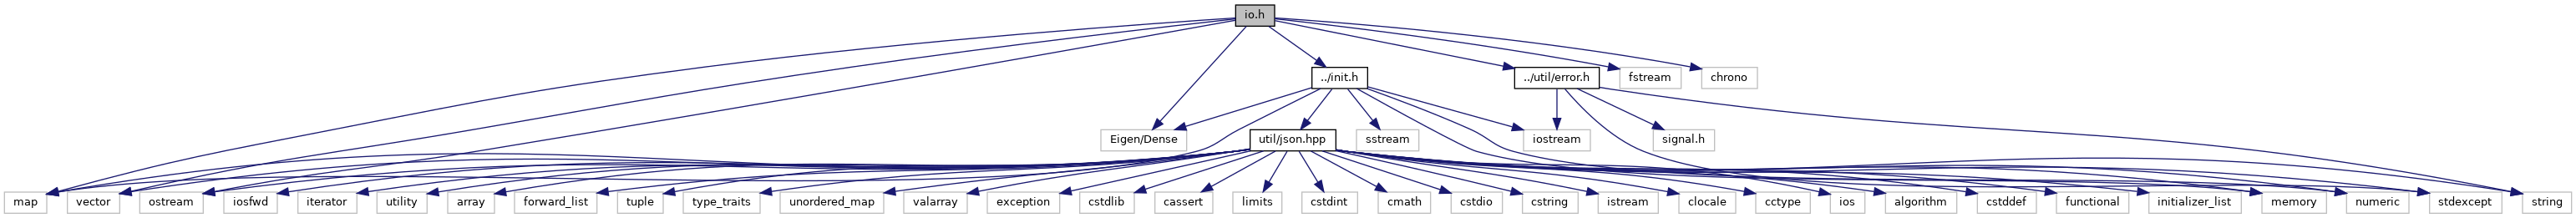 io.h
../init.h
../util/error.h
fstream
chrono
Eigen/Dense
util/json.hpp
sstream
iostream
signal.h
map
vector
ostream
iosfwd
iterator
utility
array
forward_list
tuple
type_traits
unordered_map
valarray
exception
cstdlib
cassert
limits
cstdint
cmath
cstdio
cstring
istream
clocale
cctype
ios
algorithm
cstddef
functional
initializer_list
memory
numeric
stdexcept
string